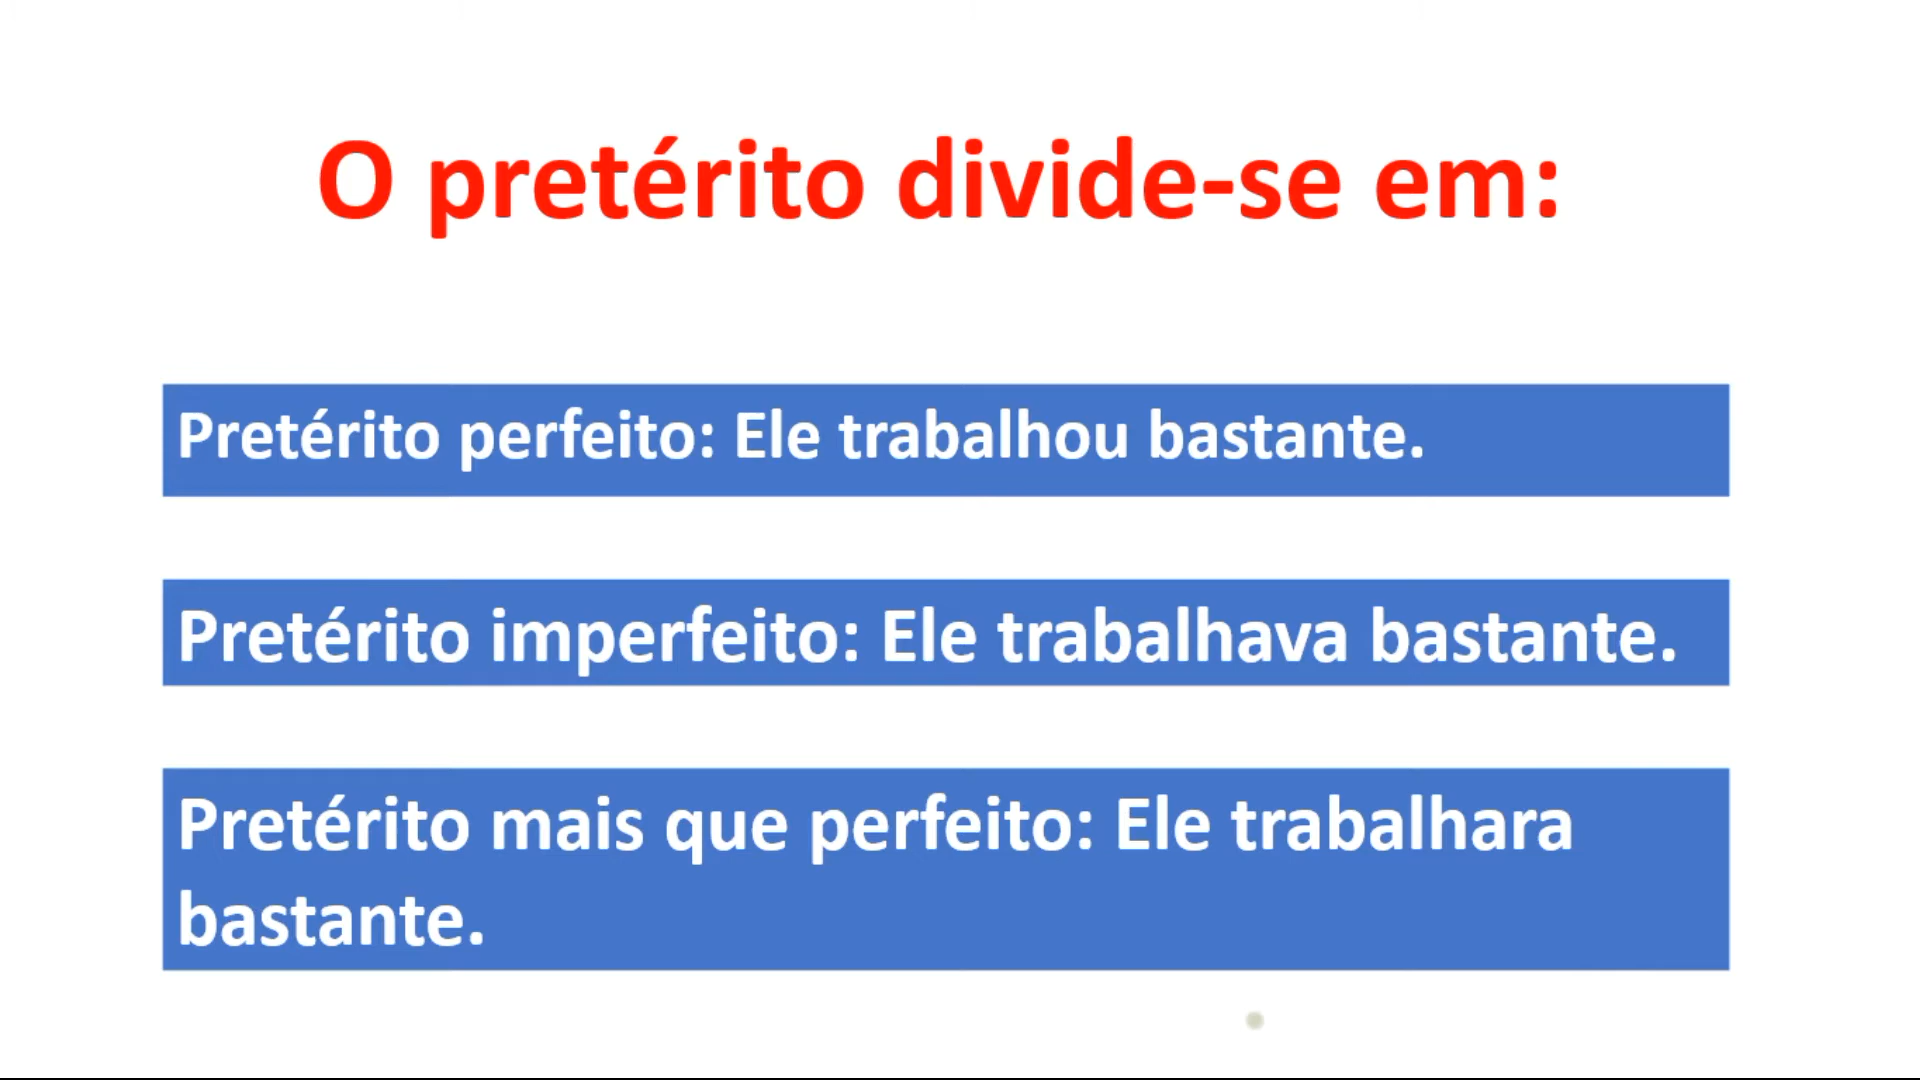 O pretérito divide-se em:
Pretérito perfeito: Ele trabalhou bastante.
Pretérito imperfeito: Ele trabalhava bastante.
Pretérito mais que perfeito: Ele trabalhara
bastante.